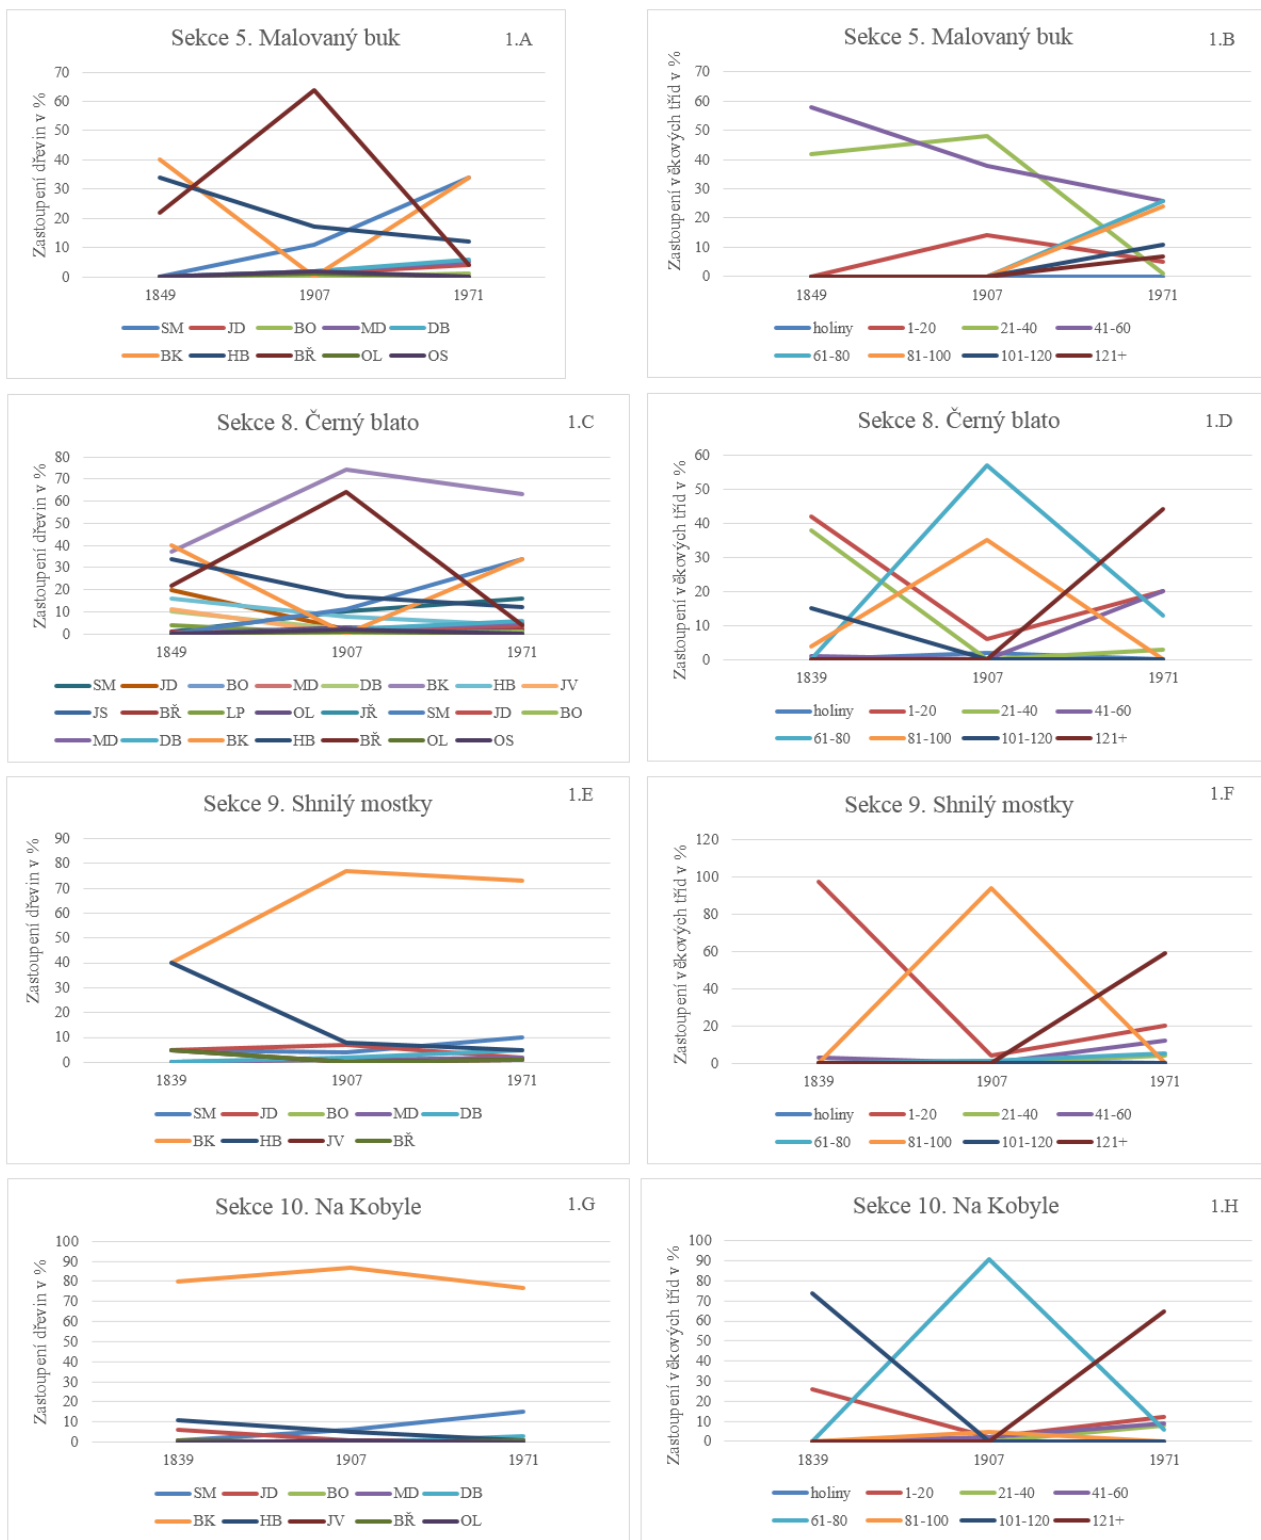 Sekce 5. Malovaný buk
1.A
Zastoupení dřevin v %
70
60
50
40
30
20
10
0
1849 1907 1971
SM JD BO MD DB
BK HB BŘ OL OS
Sekce 5. Malovaný buk
1.B
Zastoupení věkových tříd v %
70
60
50
40
30
20
10
0
1849 1907 1971
holiny 1-20 21-40 41-60
61-80 81-100 101-120 121+
Sekce 8. Černý blato
1.C
Zastoupení dřevin v %
80
70
60
50
40
30
20
10
0
1849 1907 1971
SM JD BO MD DB BK HB JV
JS BŘ LP OL JŘ SM JD BO
MD DB BK HB BŘ OL OS
Sekce 8. Černý blato
1.D
Zastoupení věkových tříd v %
60
50
40
30
20
10
0
1839 1907 1971
holiny 1-20 21-40 41-60
61-80 81-100 101-120 121+
Sekce 9. Shnilý mostky
1.E
Zastoupení dřevin v %
90
80
70
60
50
40
30
20
10
0
1839 1907 1971
SM JD BO MD DB
BK HB JV BŘ
Sekce 9. Shnilý mostky
1.F
Zastoupení věkových tříd v %
120
100
80
60
40
20
0
1839 1907 1971
holiny 1-20 21-40 41-60
61-80 81-100 101-120 121+
Sekce 10. Na Kobyle
1.G
Zastoupení dřevin v %
100
90
80
70
60
50
40
30
20
10
0
1839 1907 1971
SM JD BO MD DB
BK HB JV BŘ OL
Sekce 10. Na Kobyle
1.H
Zastoupení věkových tříd v %
100
90
80
70
60
50
40
30
20
10
0
1839 1907 1971
holiny 1-20 21-40 41-60
61-80 81-100 101-120 121+